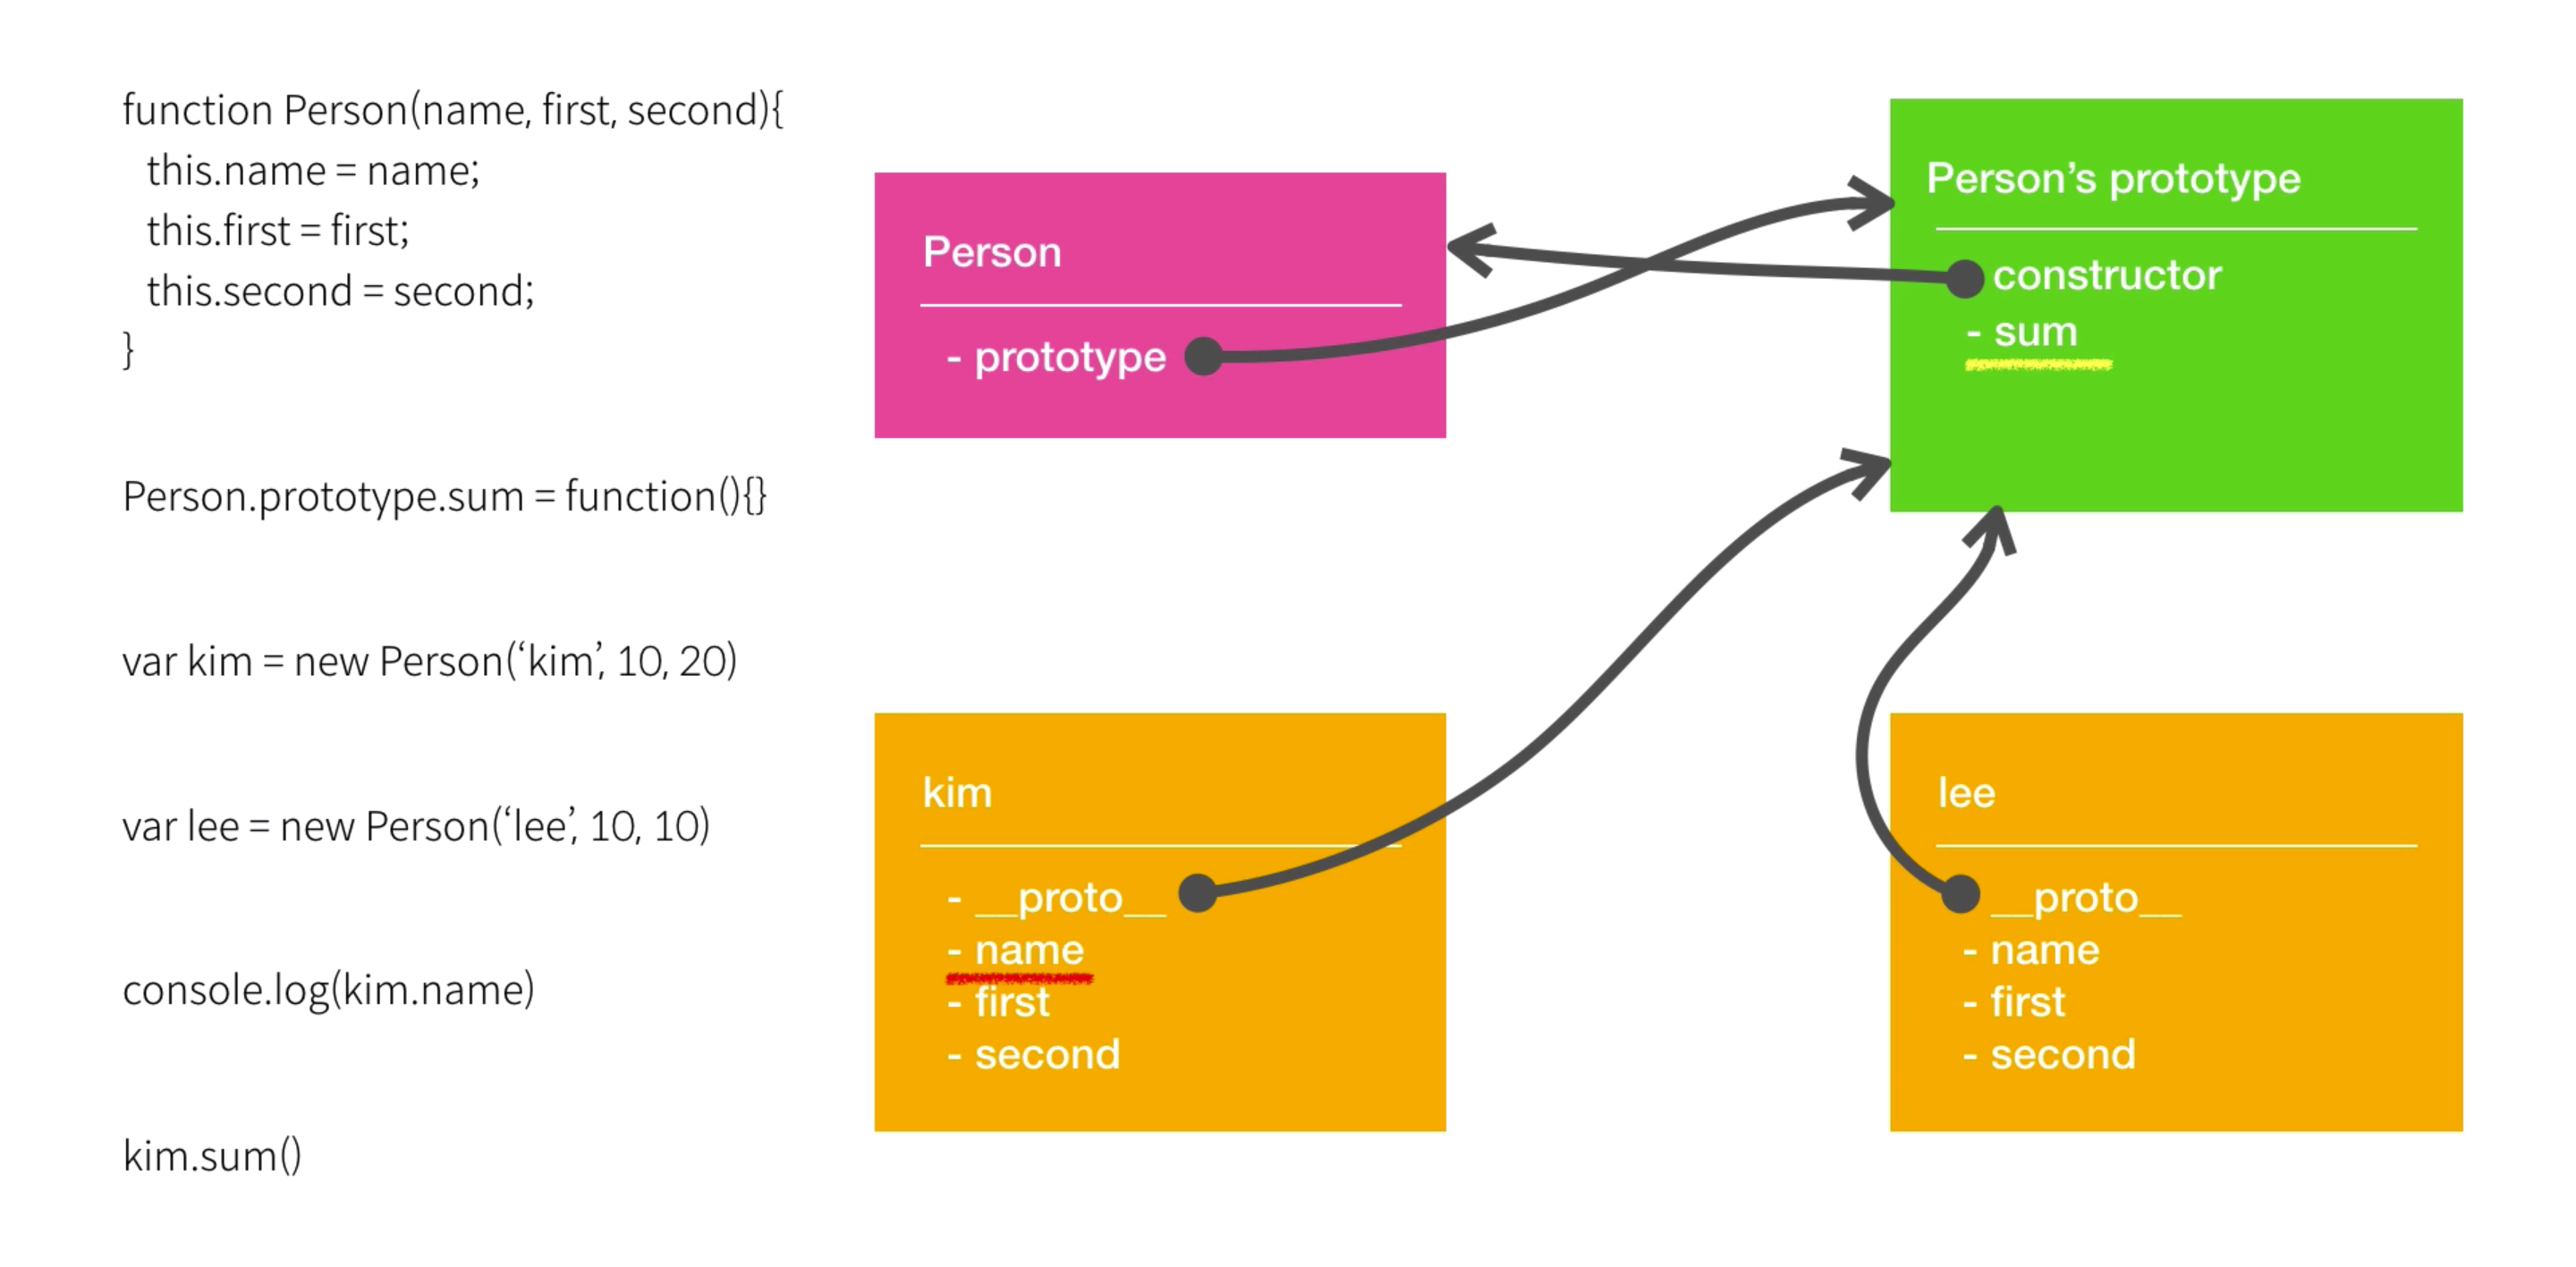 function Person(name, first, second){
this.name = name;
this.first = first;
this.second = second;
}
Person.prototype.sum = function(){}
var kim = new Person(‘kim’, 10, 20)
var lee = new Person(‘lee’, 10, 10)
console.log(kim.name)
kim.sum()
Person
- prototype
Person’s prototype
constructor
- sum
kim
- __proto__
- name
- first
- second
lee
__proto__
- name
- first
- second